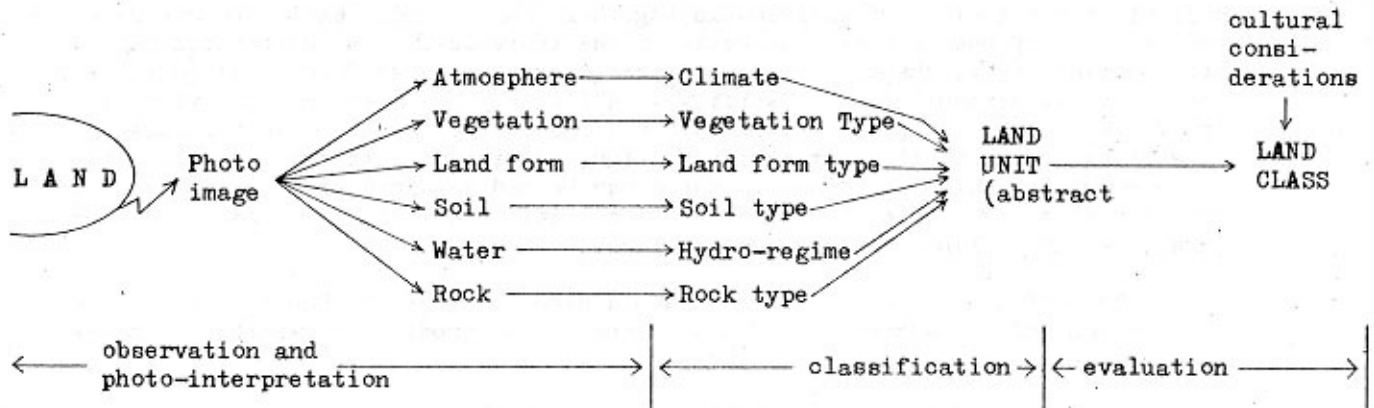 cultural
consi-
derations
Atmosphere Climate
Vegetation Vegetation Type
L A N D Photo
image
Land form Land form type
LAND
UNIT
(abstract
LAND
CLASS
Soil Soil type
Water Hydro-regime
Rock Rock type
observation and
photo-interpretation
classification
evaluation